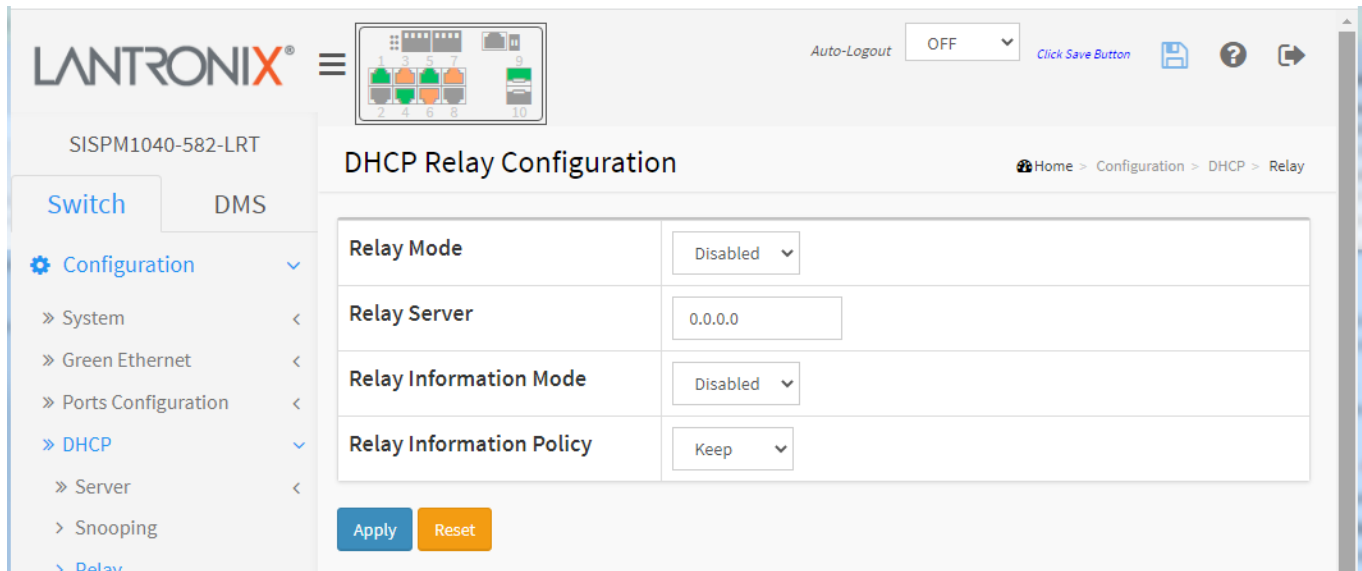 LANTRONIX®
1 3 5 7 9
2 4 6 8 10
Auto-Logout OFF Click Save Button
SISPM1040-582-LRT
Switch DMS
Configuration
System
Green Ethernet
Ports Configuration
DHCP
Server
Snooping
Relay
DHCP Relay Configuration
Home > Configuration > DHCP > Relay
Relay Mode Disabled
Relay Server 0.0.0.0
Relay Information Mode Disabled
Relay Information Policy Keep
Apply Reset